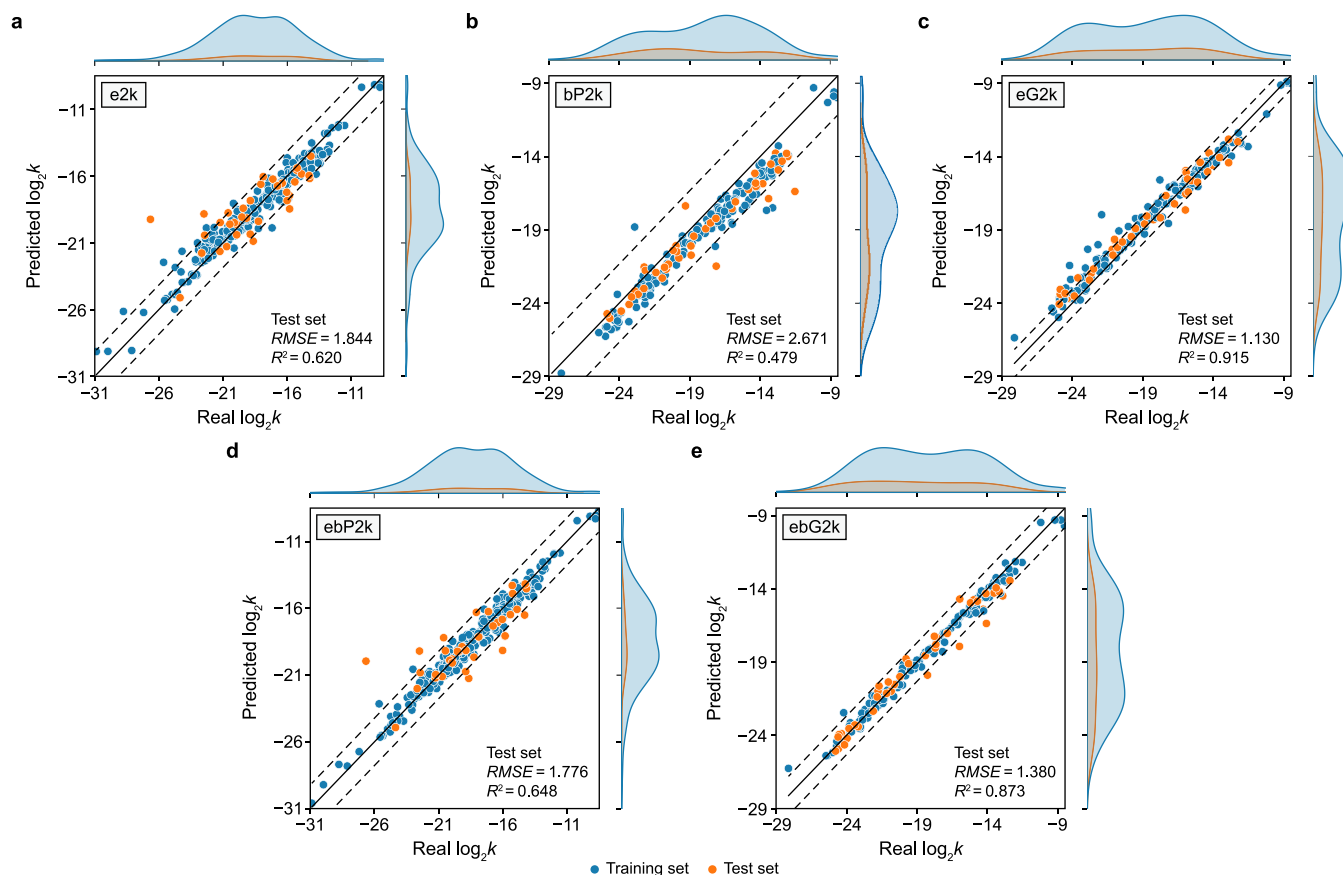 a
e2k
Predicted log₂k
−11
−16
−21
−26
−31
−31 −26 −21 −16 −11
Real log₂k
Test set
RMSE = 1.844
R² = 0.620
b
bP2k
Predicted log₂k
−9
−14
−19
−24
−29
−29 −24 −19 −14 −9
Real log₂k
Test set
RMSE = 2.671
R² = 0.479
c
eG2k
Predicted log₂k
−9
−14
−19
−24
−29
−29 −24 −19 −14 −9
Real log₂k
Test set
RMSE = 1.130
R² = 0.915
d
ebP2k
Predicted log₂k
−11
−16
−21
−26
−31
−31 −26 −21 −16 −11
Real log₂k
Test set
RMSE = 1.776
R² = 0.648
e
ebG2k
Predicted log₂k
−9
−14
−19
−24
−29
−29 −24 −19 −14 −9
Real log₂k
Test set
RMSE = 1.380
R² = 0.873
Training set Test set